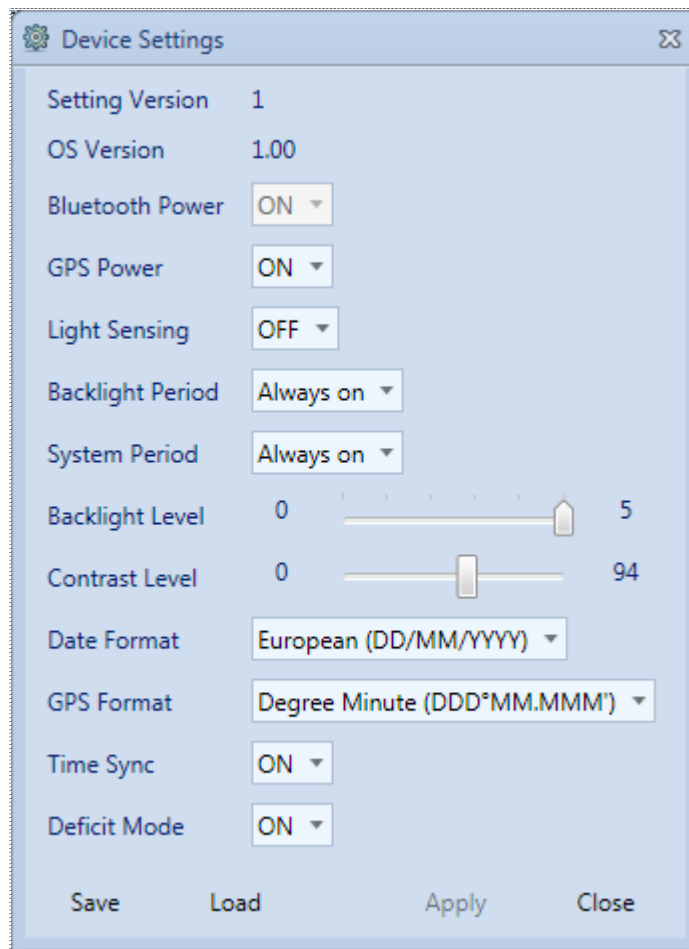 Device Settings
Setting Version 1
OS Version 1.00
Bluetooth Power ON
GPS Power ON
Light Sensing OFF
Backlight Period Always on
System Period Always on
Backlight Level 0 5
Contrast Level 0 94
Date Format European (DD/MM/YYYY)
GPS Format Degree Minute (DDD°MM.MMM')
Time Sync ON
Deficit Mode ON
Save Load Apply Close